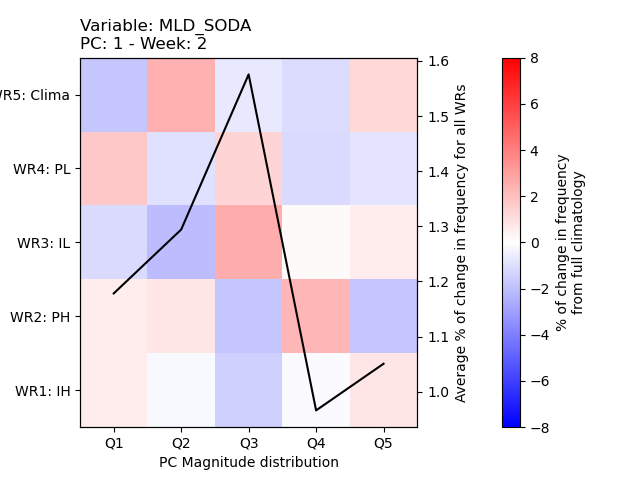 Variable: MLD_SODA
PC: 1 - Week: 2
WR5: Clima
WR4: PL
WR3: IL
WR2: PH
WR1: IH
Q1 Q2 Q3 Q4 Q5
PC Magnitude distribution
1.6
1.5
1.4
1.3
1.2
1.1
1.0
Average % of change in frequency for all WRs
8
6
4
2
0
−2
−4
−6
−8
% of change in frequency
from full climatology